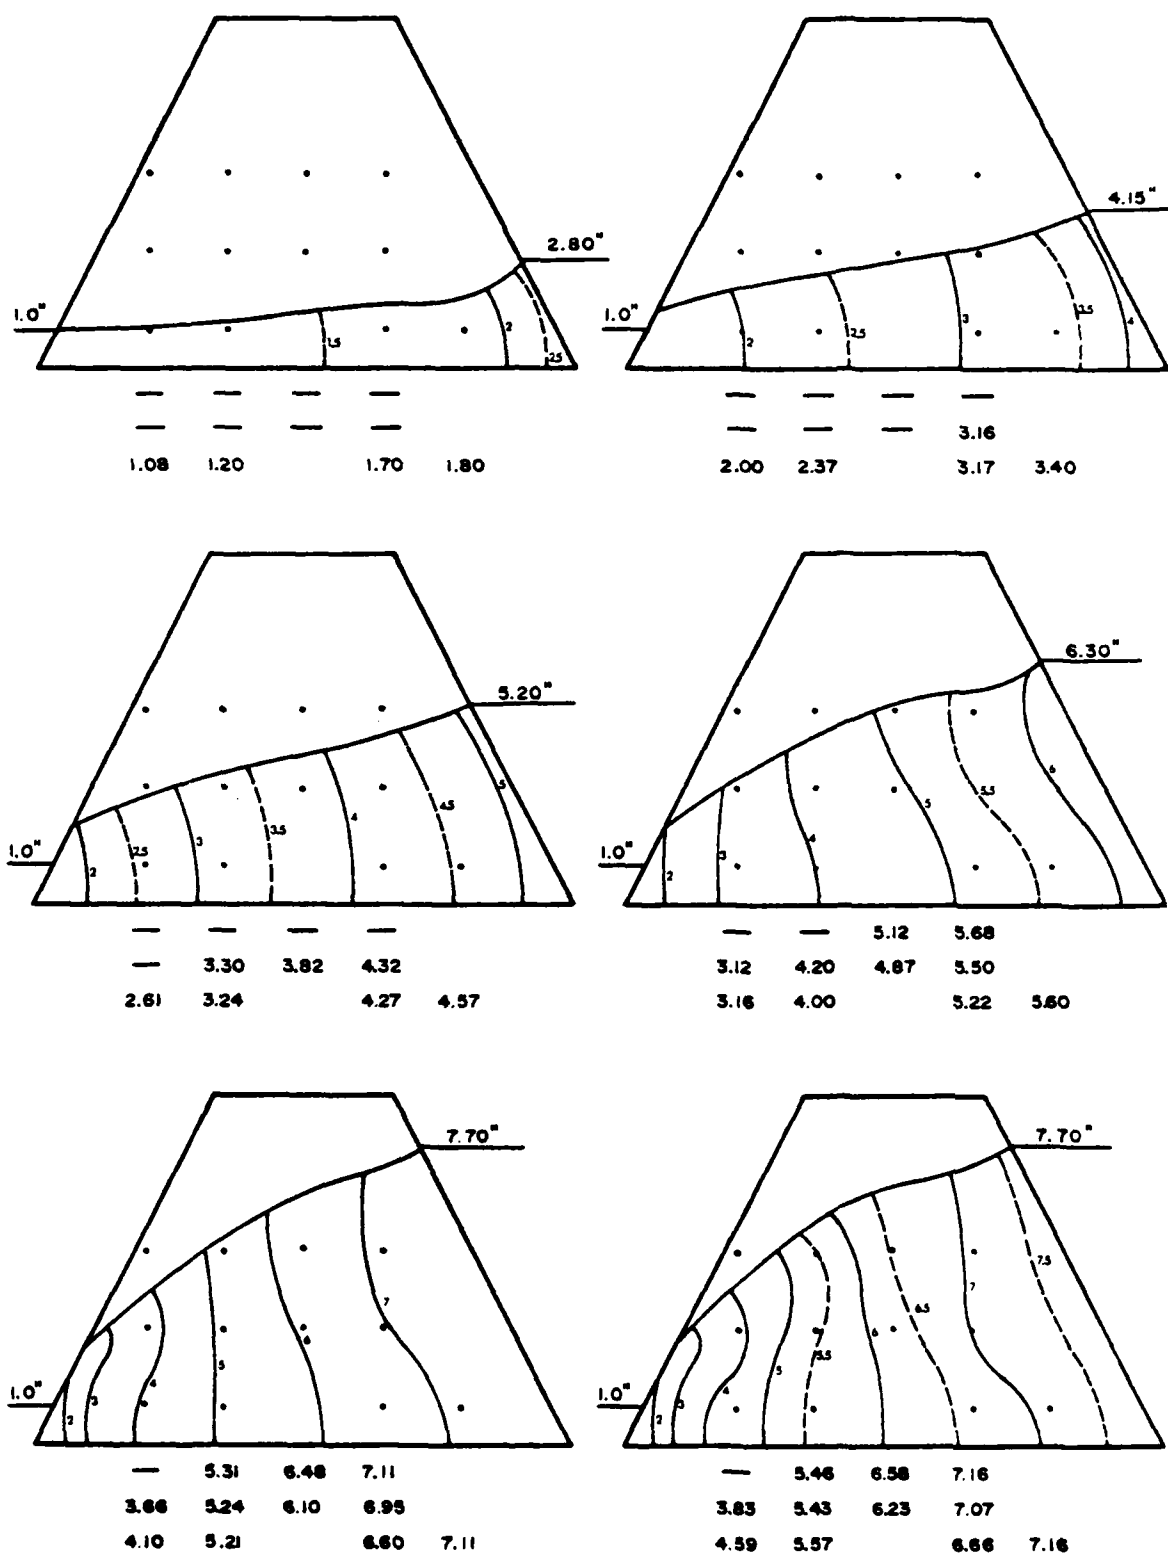 2.80"
1.0"
1.5 2 2.5
— — — —
— — — —
1.08 1.20 1.70 1.80
4.15"
1.0"
2 2.5 3 3.5 4
— — — —
— — — 3.16
2.00 2.37 3.17 3.40
5.20"
1.0"
2 2.5 3 3.5 4 4.5 5
— — — —
— 3.30 3.82 4.32
2.61 3.24 4.27 4.57
6.30"
1.0"
2 3 4 5 5.5 6
— — 5.12 5.68
3.12 4.20 4.87 5.50
3.16 4.00 5.22 5.60
7.70"
1.0"
2 3 4 5 6 7
— 5.31 6.48 7.11
3.66 5.24 6.10 6.95
4.10 5.21 6.60 7.11
7.70"
1.0"
2 3 4 5 5.5 6 6.5 7 7.5
— 5.46 6.58 7.16
3.83 5.43 6.23 7.07
4.59 5.57 6.66 7.16